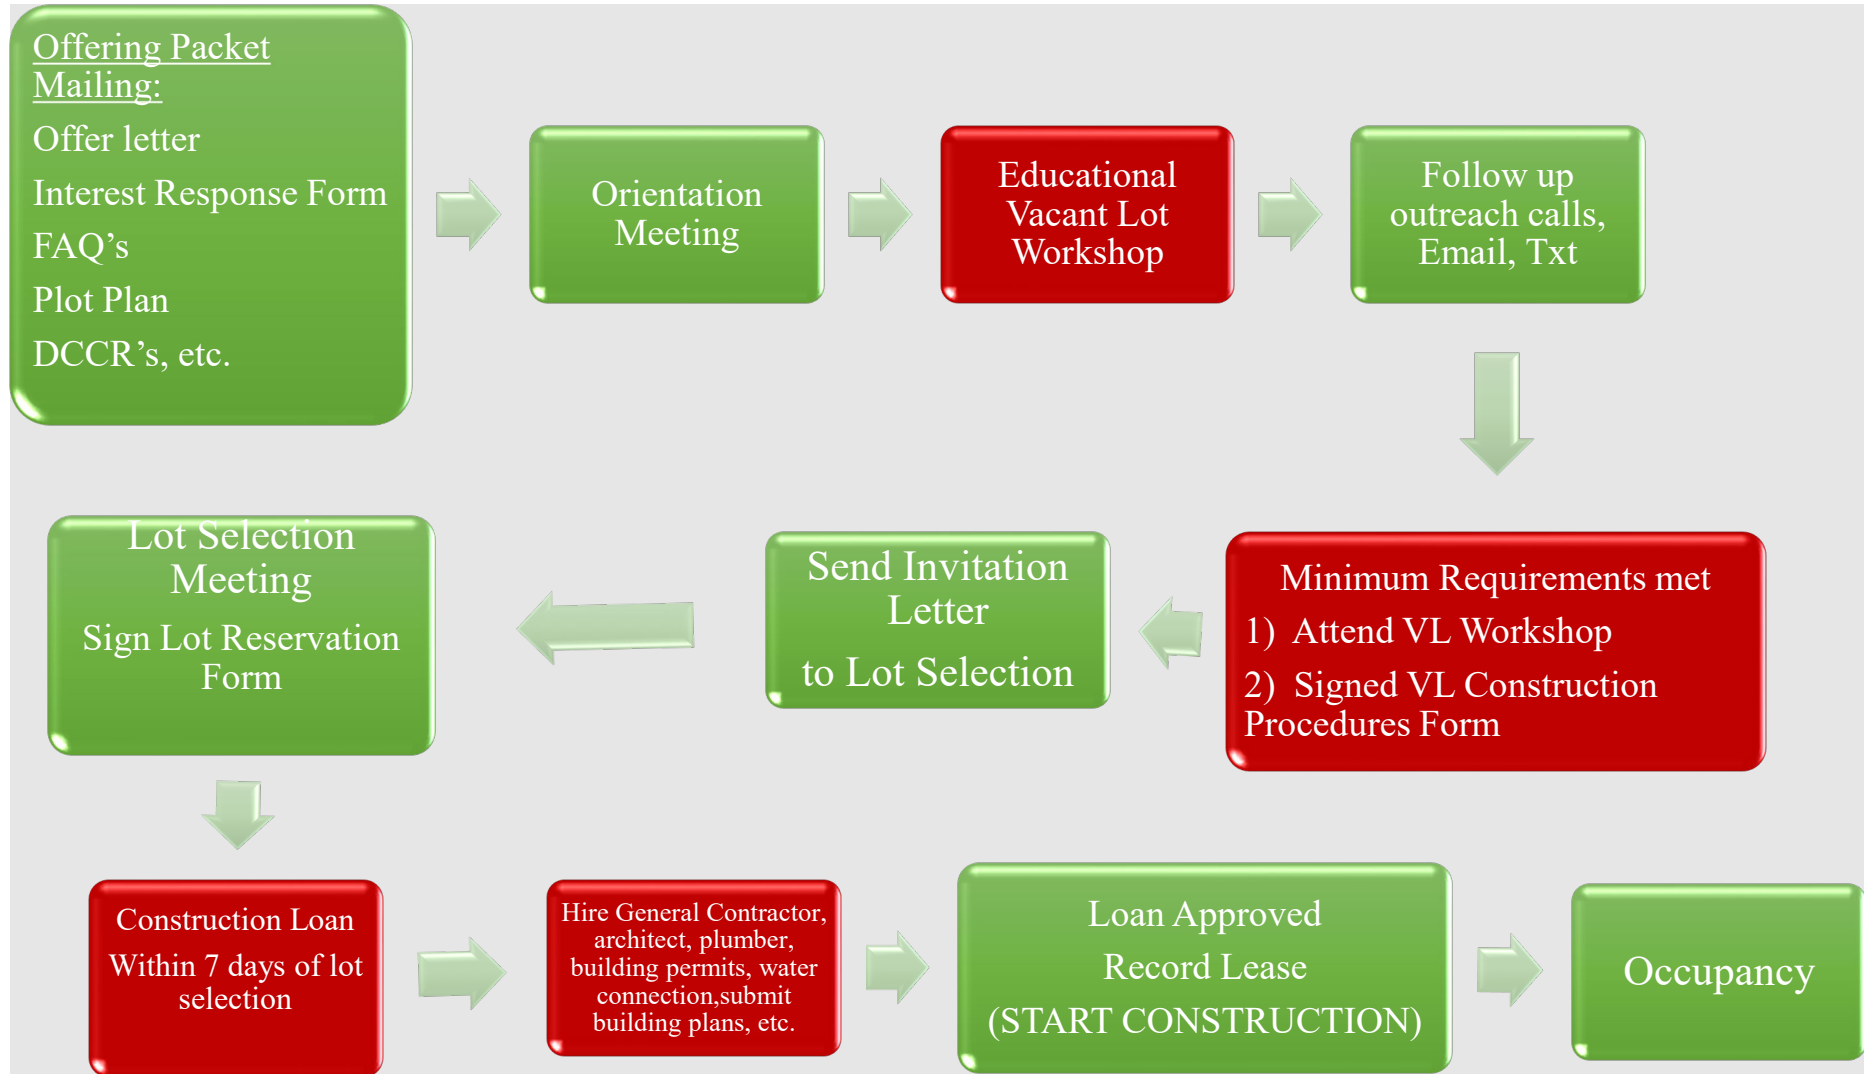 Offering Packet
Mailing:
Offer letter
Interest Response Form
FAQ’s
Plot Plan
DCCR’s, etc.
Orientation
Meeting
Educational
Vacant Lot
Workshop
Follow up
outreach calls,
Email, Txt
Minimum Requirements met
1) Attend VL Workshop
2) Signed VL Construction
Procedures Form
Send Invitation
Letter
to Lot Selection
Lot Selection
Meeting
Sign Lot Reservation
Form
Construction Loan
Within 7 days of lot
selection
Hire General Contractor,
architect, plumber,
building permits, water
connection,submit
building plans, etc.
Loan Approved
Record Lease
(START CONSTRUCTION)
Occupancy